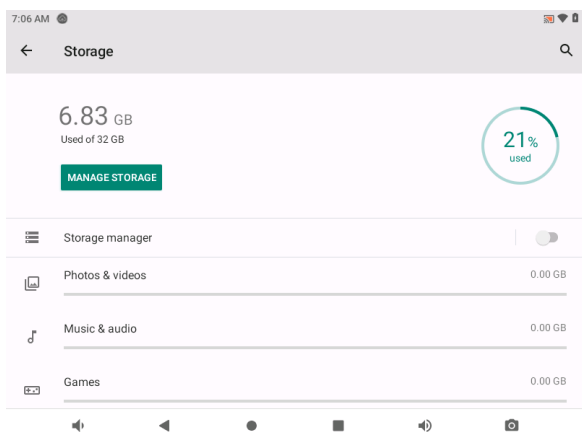 7:06 AM
Storage
6.83 GB
Used of 32 GB
21%
used
MANAGE STORAGE
Storage manager
Photos & videos
0.00 GB
Music & audio
0.00 GB
Games
0.00 GB